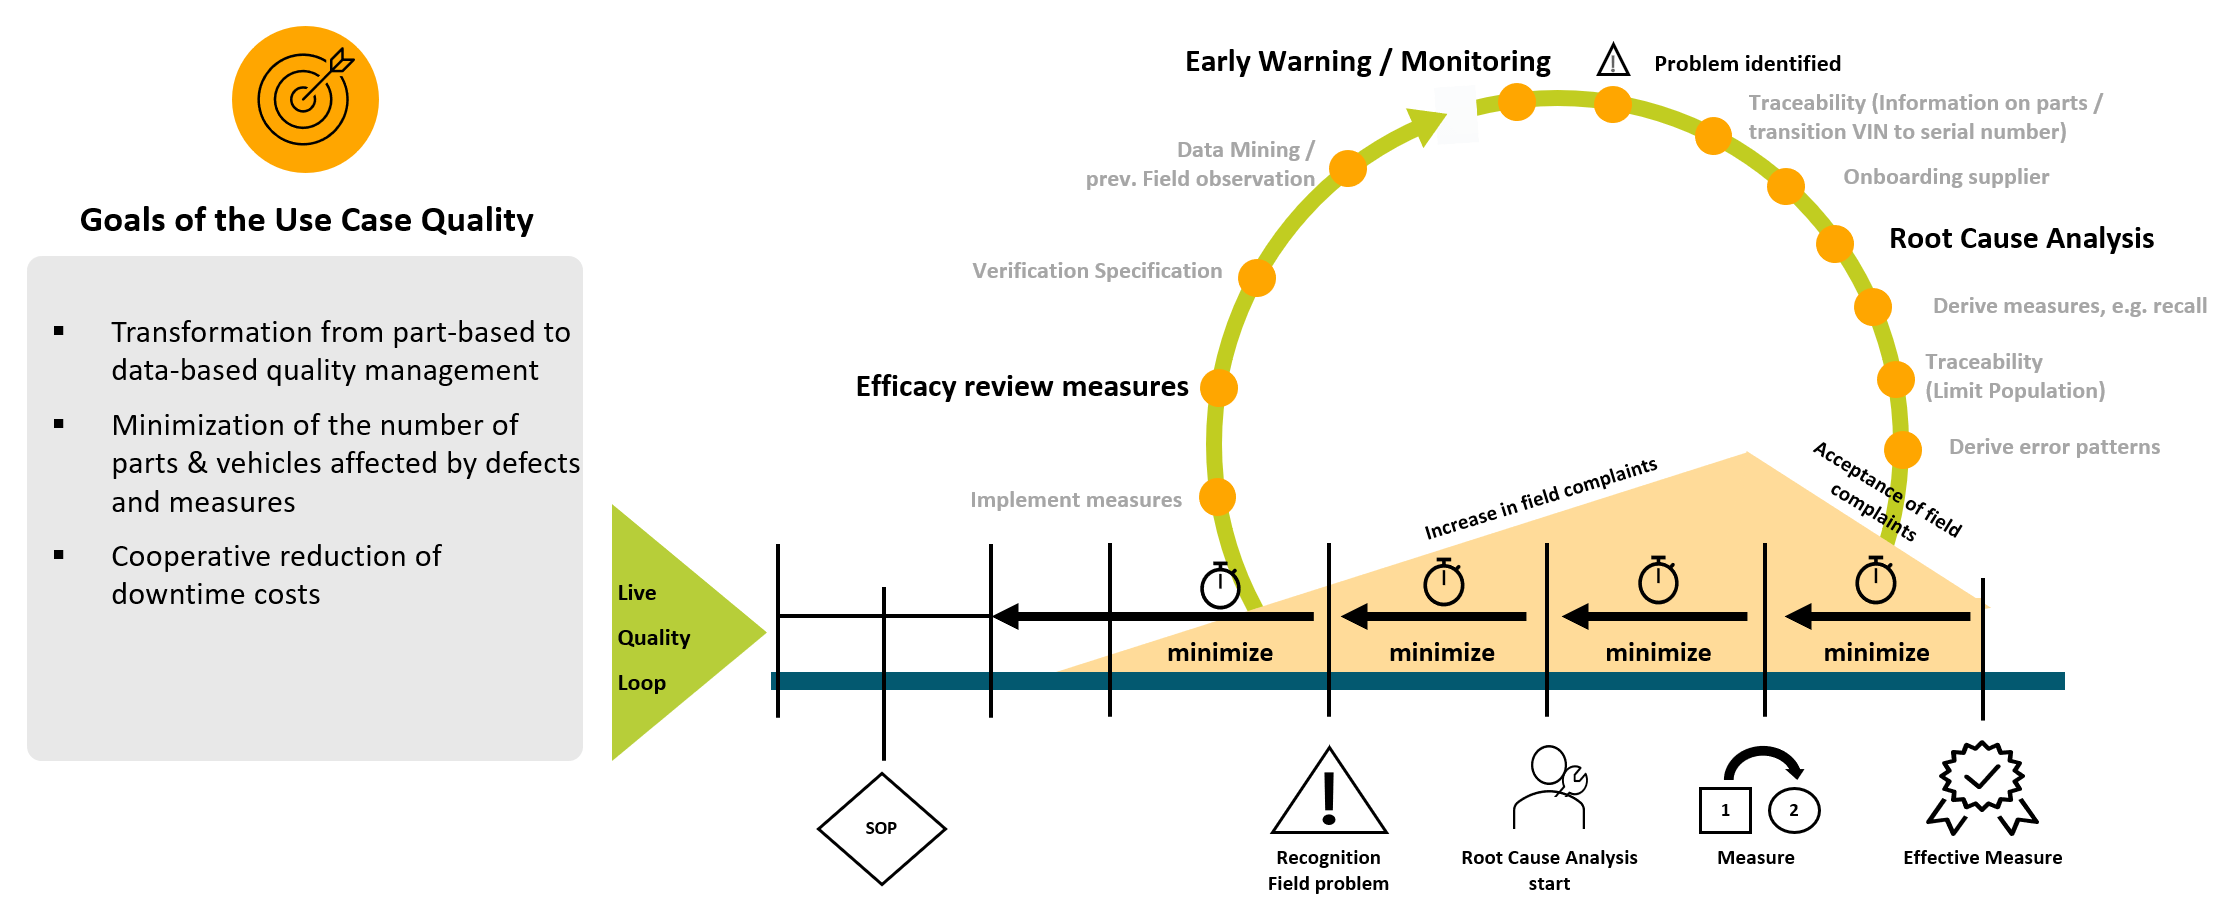 Goals of the Use Case Quality
▪ Transformation from part-based to
data-based quality management
▪ Minimization of the number of
parts & vehicles affected by defects
and measures
▪ Cooperative reduction of
downtime costs
Live
Quality
Loop
Early Warning / Monitoring
!
Problem identified
Traceability (Information on parts /
transition VIN to serial number)
Onboarding supplier
Root Cause Analysis
Derive measures, e.g. recall
Traceability
(Limit Population)
Derive error patterns
Data Mining /
prev. Field observation
Verification Specification
Efficacy review measures
Implement measures
Increase in field complaints
Acceptance of field
complaints
minimize
minimize
minimize
minimize
SOP
!
Recognition
Field problem
Root Cause Analysis
start
1
2
Measure
Effective Measure